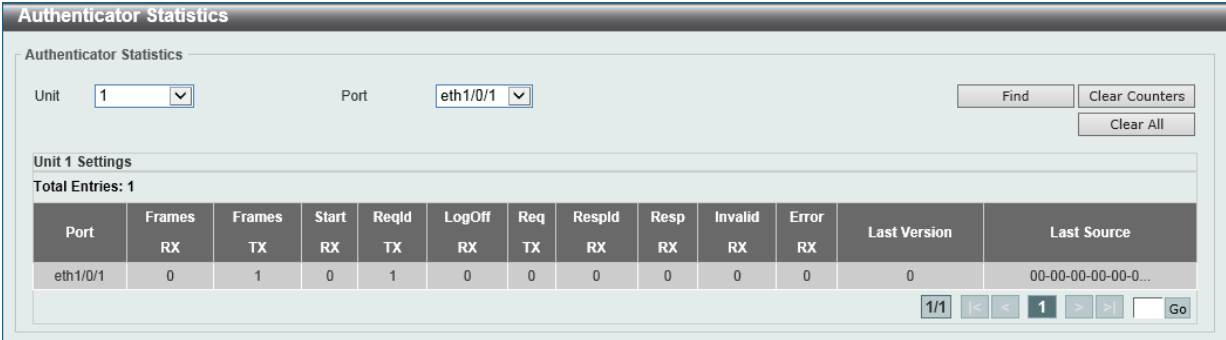 Authenticator Statistics
Authenticator Statistics
Unit 1 Port eth1/0/1 Find Clear Counters
Clear All
Unit 1 Settings
Total Entries: 1
Port Frames RX Frames TX Start RX ReqId TX LogOff RX Req TX RespId RX Resp RX Invalid RX Error RX Last Version Last Source
eth1/0/1 0 1 0 1 0 0 0 0 0 0 0 00-00-00-00-00-0...
1/1 |< < 1 > >| Go